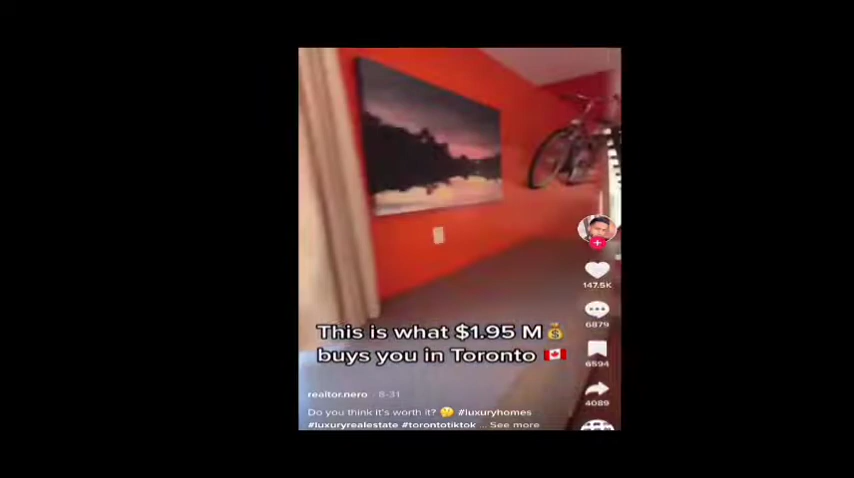 This is what $1.95 M💰
buys you in Toronto 🇨🇦
147.5K
6879
6594
4089
realtor.nero · 8-31
Do you think it's worth it? 🤔 #luxuryhomes
#luxuryrealestate #torontotiktok ... See more